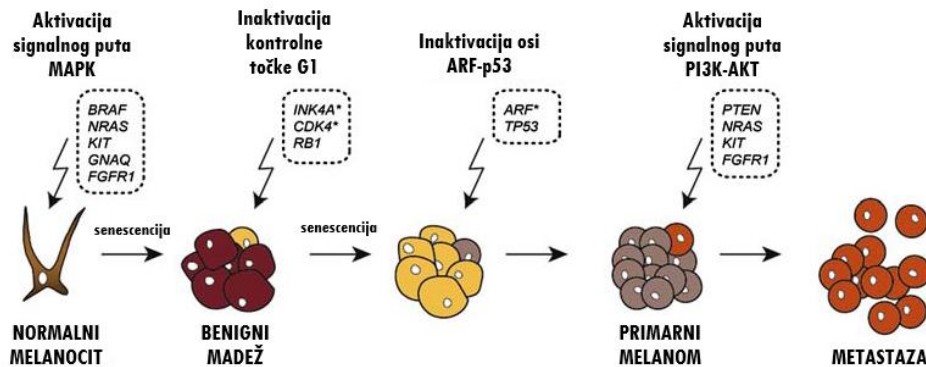 Aktivacija
signalnog puta
MAPK
Inaktivacija
kontrolne
točke G1
Inaktivacija osi
ARF-p53
Aktivacija
signalnog puta
PI3K-AKT
BRAF
NRAS
KIT
GNAQ
FGFR1
INK4A*
CDK4*
RB1
ARF*
TP53
PTEN
NRAS
KIT
FGFR1
senescencija
senescencija
NORMALNI
MELANOCIT
BENIGNI
MADEŽ
PRIMARNI
MELANOM
METASTAZA